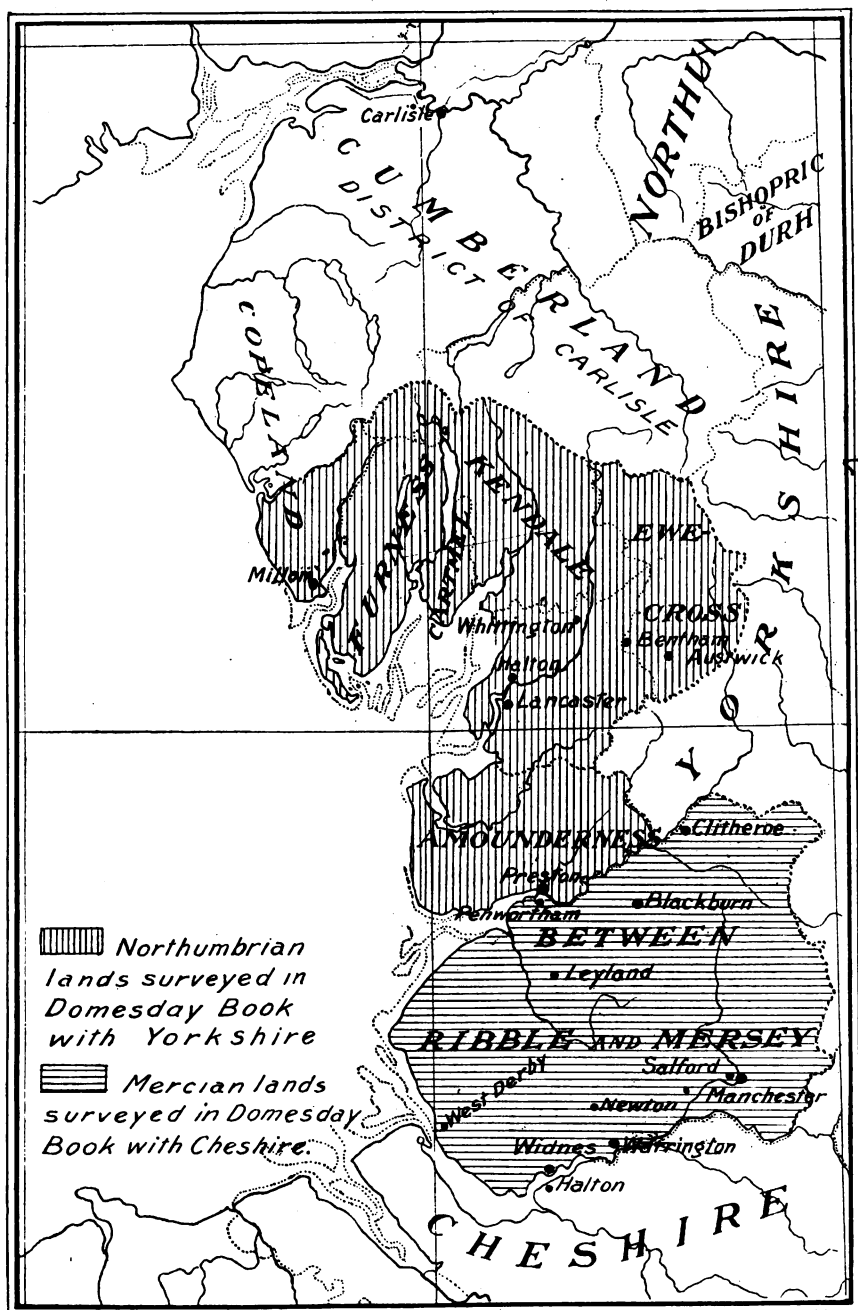 Carlisle
CUMBERLAND
DISTRICT OF CARLISLE
NORTHU
BISHOPRIC
OF
DURH
COPELAND
YORKSHIRE
FURNESS
CARTMEL
KENDALE
EWE-
CROSS
Millom
Whittington
Bentham
Austwick
Halton
Lancaster
AMOUNDERNESS
Clitheroe
Preston
Penwortham
Blackburn
BETWEEN
Leyland
RIBBLE AND MERSEY
Salford
Manchester
West Derby
Newton
Widnes
Warrington
Halton
CHESHIRE
Northumbrian
lands surveyed in
Domesday Book
with Yorkshire
Mercian lands
surveyed in Domesday
Book with Cheshire.